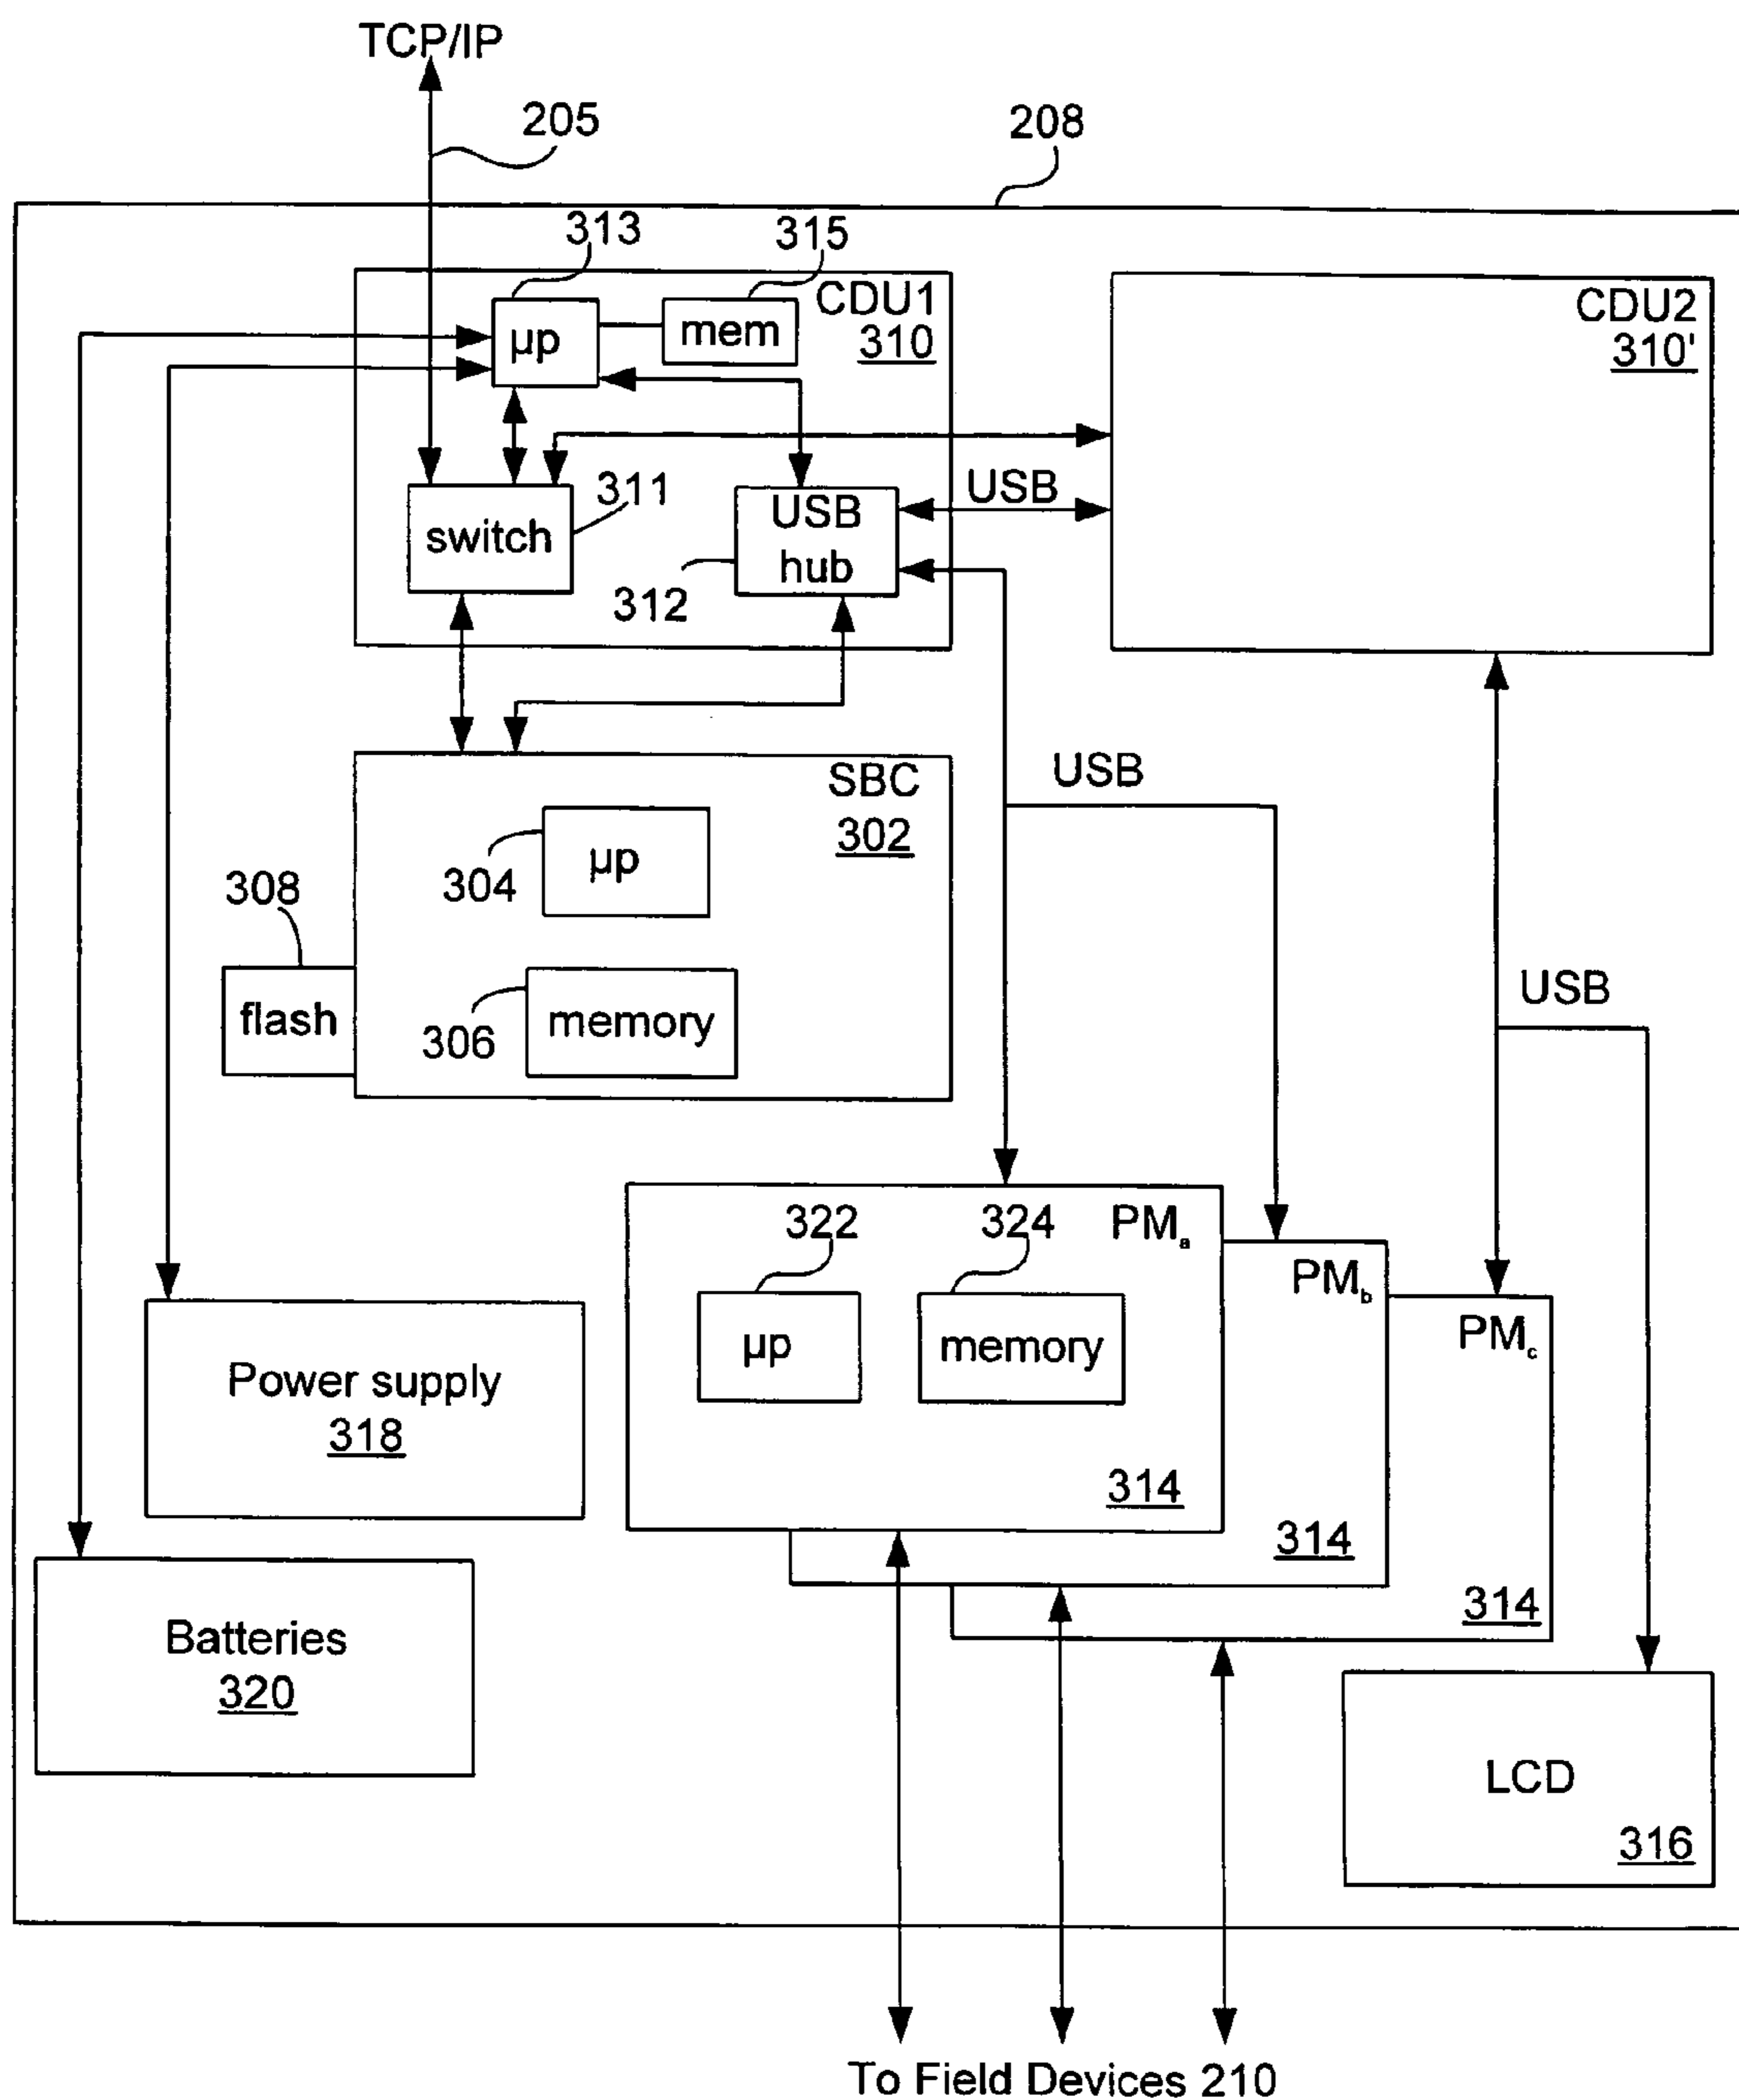 TCP/IP
205
208
313
315
CDU1
310
µp
mem
CDU2
310'
switch
311
USB
hub
312
USB
SBC
302
304
µp
USB
308
flash
306
memory
USB
322
324
PMa
µp
memory
314
PMb
314
PMc
314
Power supply
318
Batteries
320
LCD
316
To Field Devices 210